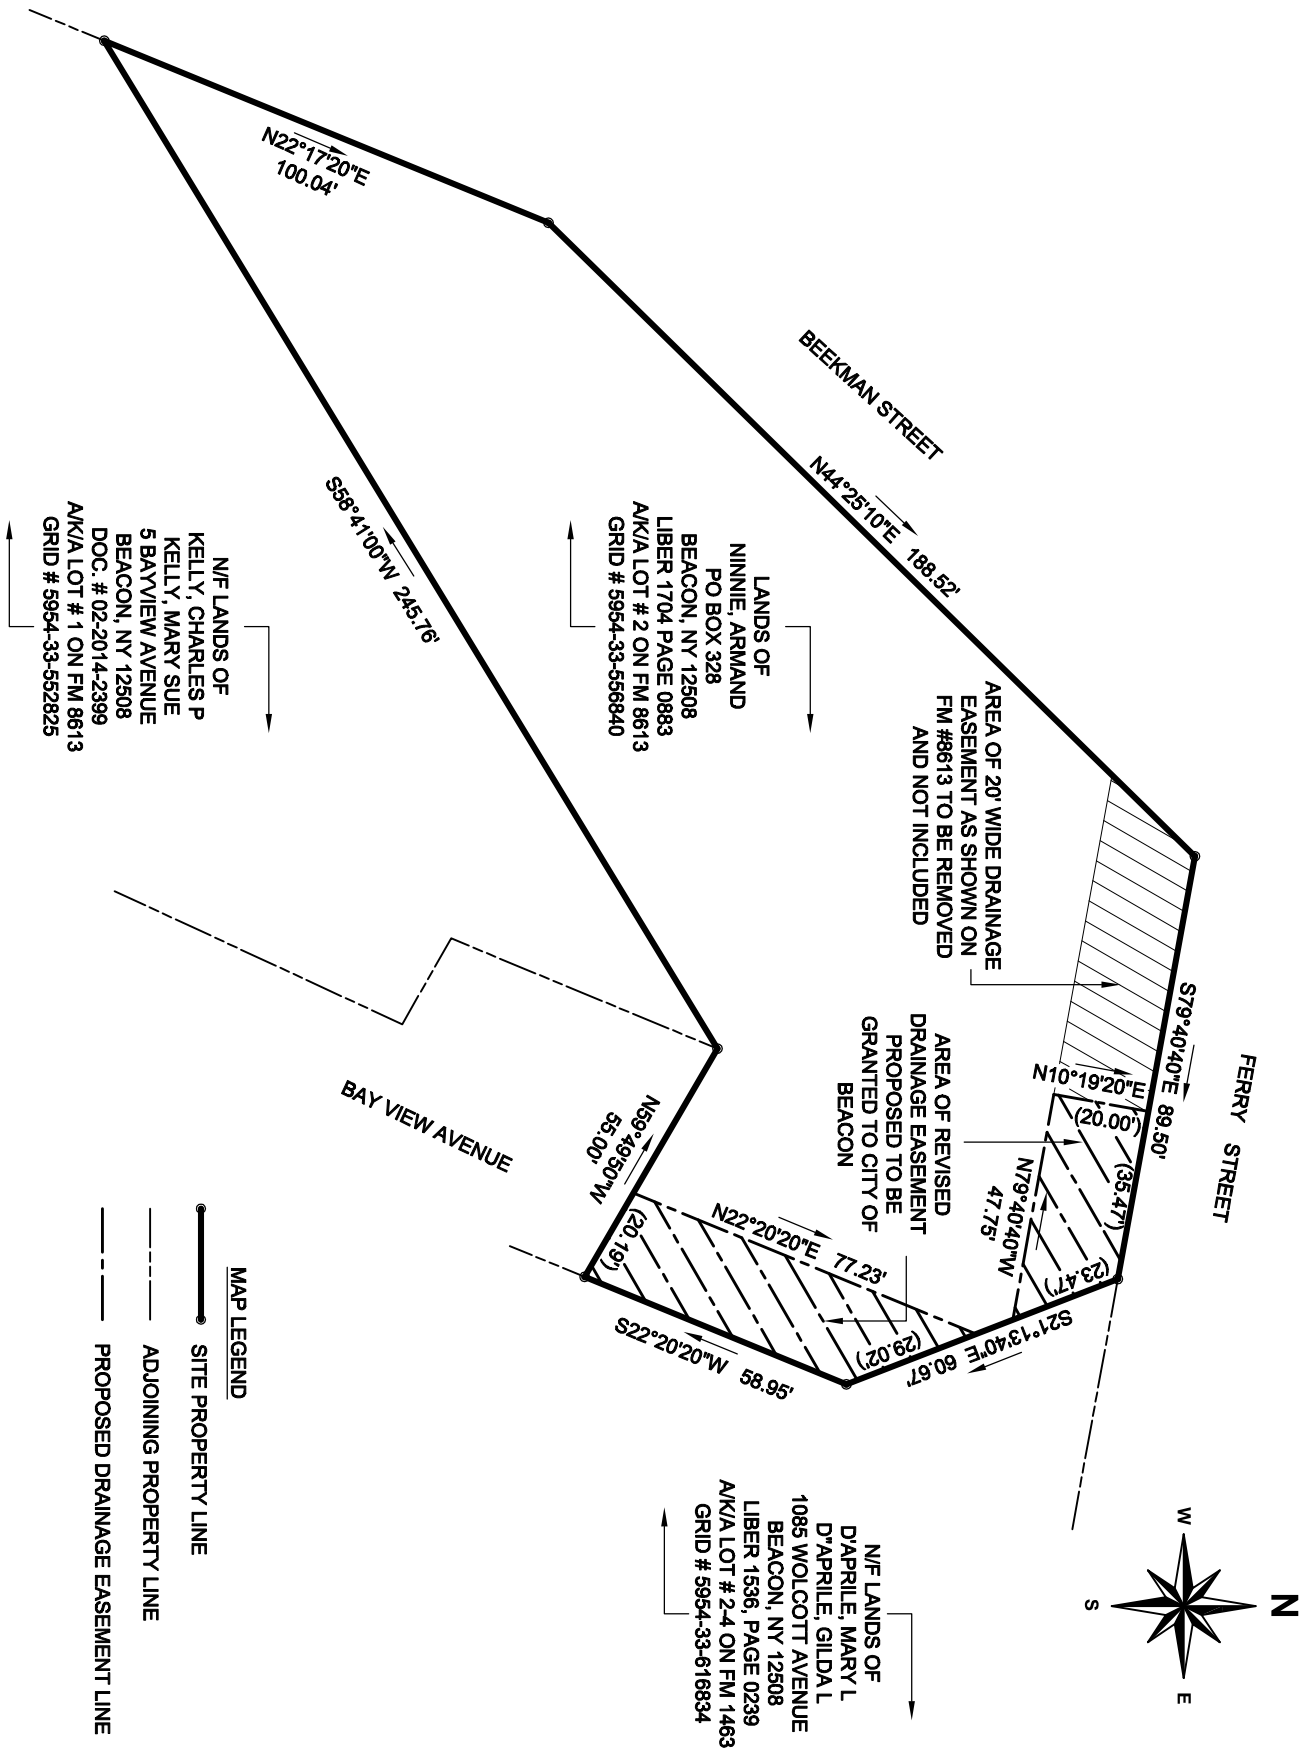 N
W
E
S
FERRY STREET
BEEKMAN STREET
BAY VIEW AVENUE
N22°17'20"E
100.04'
N44°25'10"E 188.52'
S79°40'40"E 89.50'
(35.47')
N10°19'20"E
(20.00')
N79°40'40"W
47.75'
(23.47')
S21°13'40"E 60.67'
(29.02')
N22°20'20"E 77.23'
S22°20'20"W 58.95'
(20.19')
N59°49'50"W
55.00'
S58°41'00"W 245.76'
AREA OF 20' WIDE DRAINAGE
EASEMENT AS SHOWN ON
FM #8613 TO BE REMOVED
AND NOT INCLUDED
AREA OF REVISED
DRAINAGE EASEMENT
PROPOSED TO BE
GRANTED TO CITY OF
BEACON
LANDS OF
NINNIE, ARMAND
PO BOX 328
BEACON, NY 12508
LIBER 1704 PAGE 0883
A/K/A LOT # 2 ON FM 8613
GRID # 5954-33-556840
N/F LANDS OF
KELLY, CHARLES P
KELLY, MARY SUE
5 BAYVIEW AVENUE
BEACON, NY 12508
DOC. # 02-2014-2399
A/K/A LOT # 1 ON FM 8613
GRID # 5954-33-552825
N/F LANDS OF
D'APRILE, MARY L
D"APRILE, GILDA L
1085 WOLCOTT AVENUE
BEACON, NY 12508
LIBER 1536, PAGE 0239
A/K/A LOT # 2-4 ON FM 1463
GRID # 5954-33-616834
MAP LEGEND
SITE PROPERTY LINE
ADJOINING PROPERTY LINE
PROPOSED DRAINAGE EASEMENT LINE